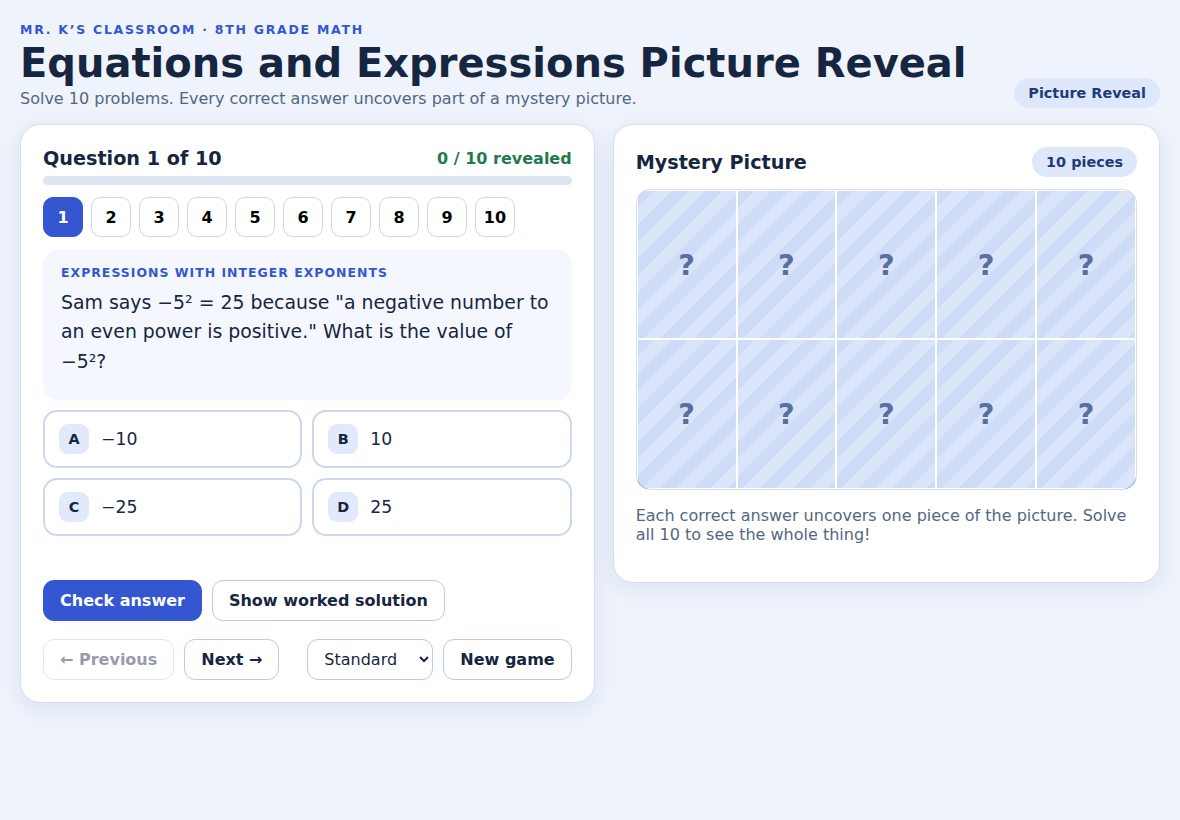 MR. K’S CLASSROOM · 8TH GRADE MATH
Equations and Expressions Picture Reveal
Solve 10 problems. Every correct answer uncovers part of a mystery picture.
Picture Reveal
Question 1 of 10
0 / 10 revealed
1 2 3 4 5 6 7 8 9 10
EXPRESSIONS WITH INTEGER EXPONENTS
Sam says −5² = 25 because "a negative number to
an even power is positive." What is the value of
−5²?
A −10
B 10
C −25
D 25
Check answer
Show worked solution
← Previous
Next →
Standard
New game
Mystery Picture
10 pieces
? ? ? ? ?
? ? ? ? ?
Each correct answer uncovers one piece of the picture. Solve
all 10 to see the whole thing!